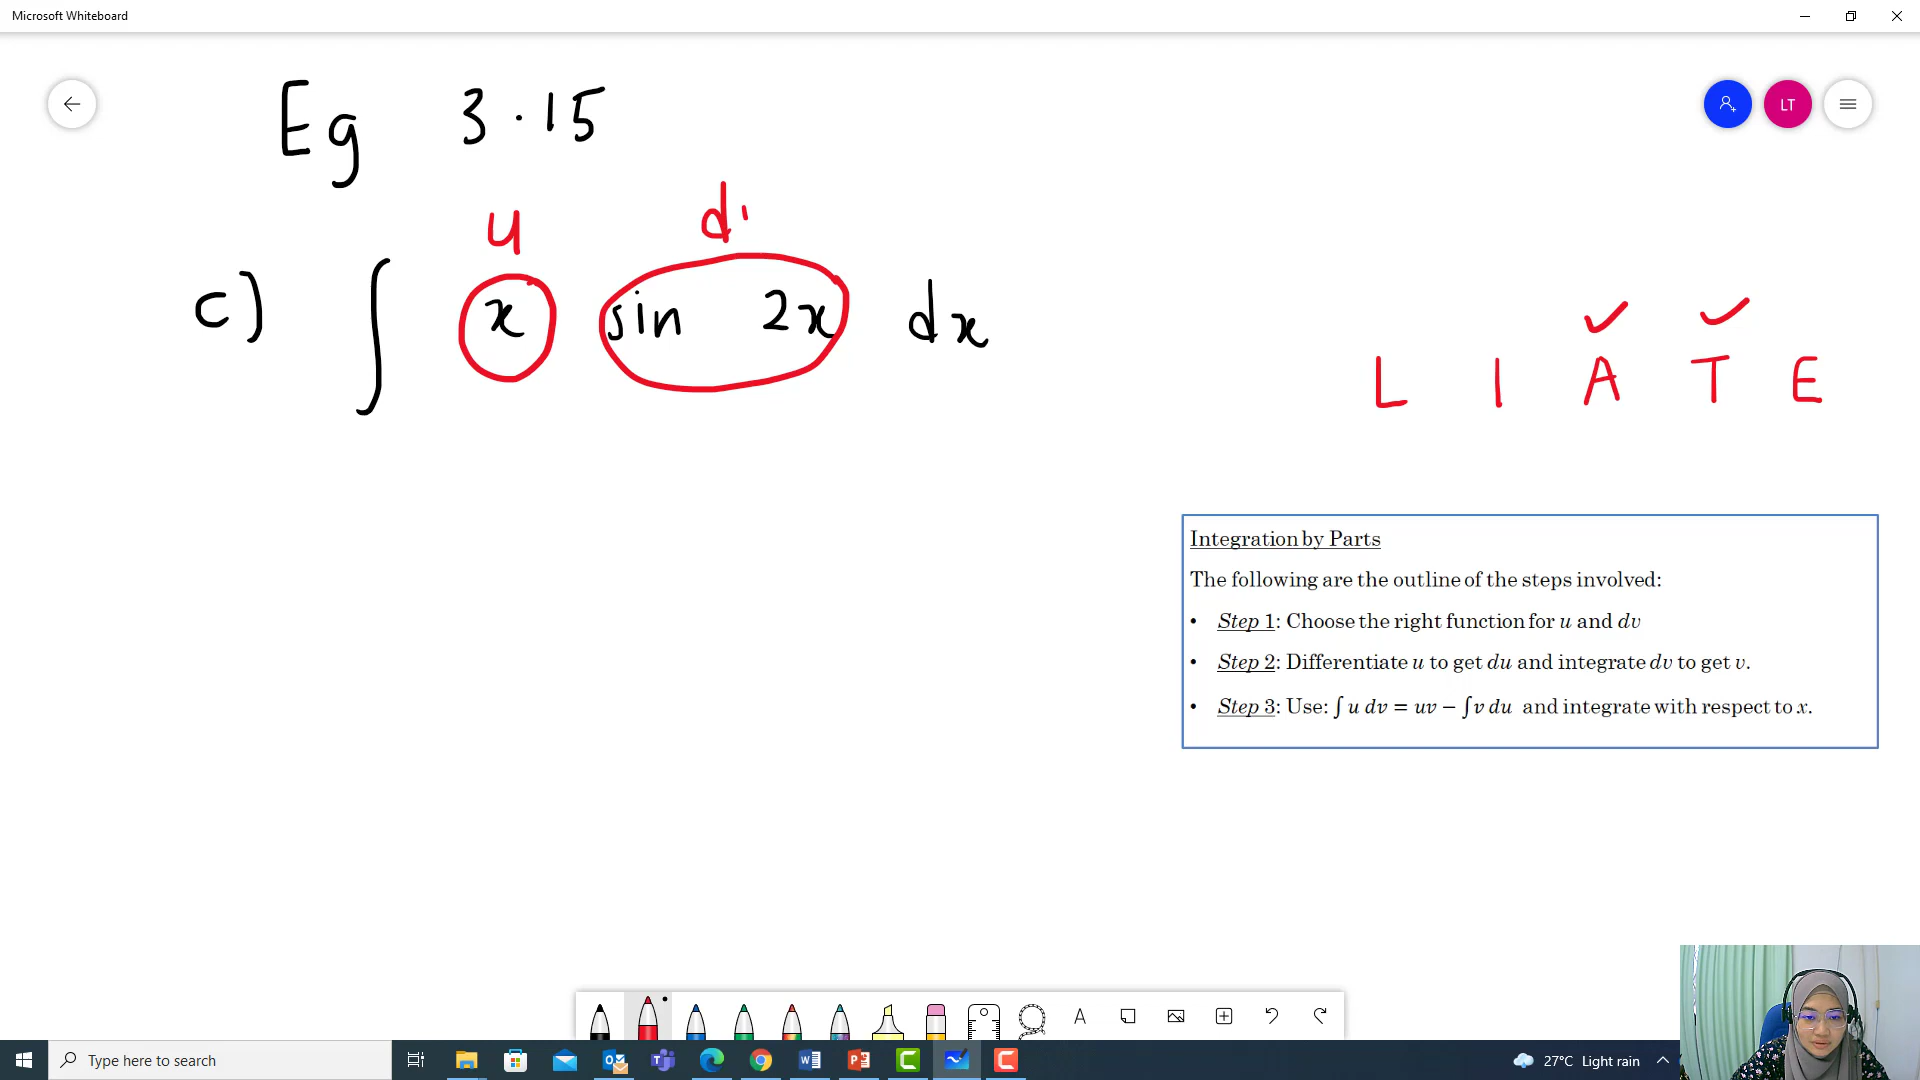 Microsoft Whiteboard
Eg 3.15
LT
u d
c) ∫ x sin 2x dx
L I A T E
Integration by Parts
The following are the outline of the steps involved:
• Step 1: Choose the right function for u and dv
• Step 2: Differentiate u to get du and integrate dv to get v.
• Step 3: Use: ∫ u dv = uv − ∫ v du and integrate with respect to x.
A
Type here to search
27°C Light rain